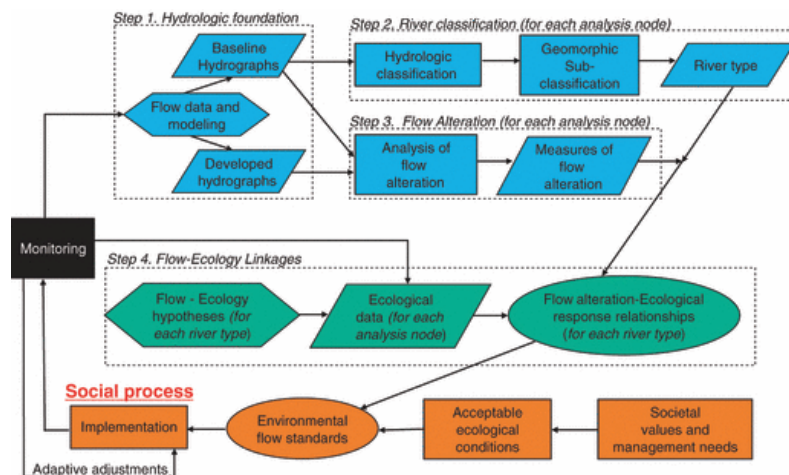 Step 1. Hydrologic foundation
Step 2, River classification (for each analysis node)
Baseline
Hydrographs
Hydrologic
classification
Geomorphic
Sub-
classification
River type
Flow data and
modeling
Step 3. Flow Alteration (for each analysis node)
Developed
hydrographs
Analysis of
flow
alteration
Measures of
flow
alteration
Monitoring
Step 4. Flow-Ecology Linkages
Flow - Ecology
hypotheses (for
each river type)
Ecological
data (for each
analysis node)
Flow alteration-Ecological
response relationships
(for each river type)
Social process
Implementation
Environmental
flow standards
Acceptable
ecological
conditions
Societal
values and
management needs
Adaptive adjustments